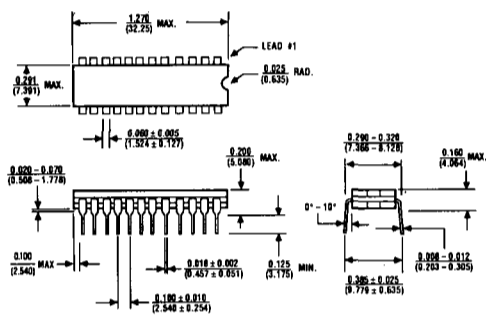 1.270
(32.25) MAX.
LEAD #1
0.291
(7.391) MAX.
0.025
(0.635) RAD.
0.060 ± 0.005
(1.524 ± 0.127)
0.020 - 0.070
(0.508 - 1.778)
0.200
(5.080) MAX.
0.290 - 0.320
(7.366 - 8.128)
0.160
(4.064) MAX.
0° - 10°
0.100
(2.540) MAX
0.018 ± 0.002
(0.457 ± 0.051)
0.125
(3.175) MIN.
0.008 - 0.012
(0.203 - 0.305)
0.100 ± 0.010
(2.540 ± 0.254)
0.385 ± 0.025
(9.779 ± 0.635)